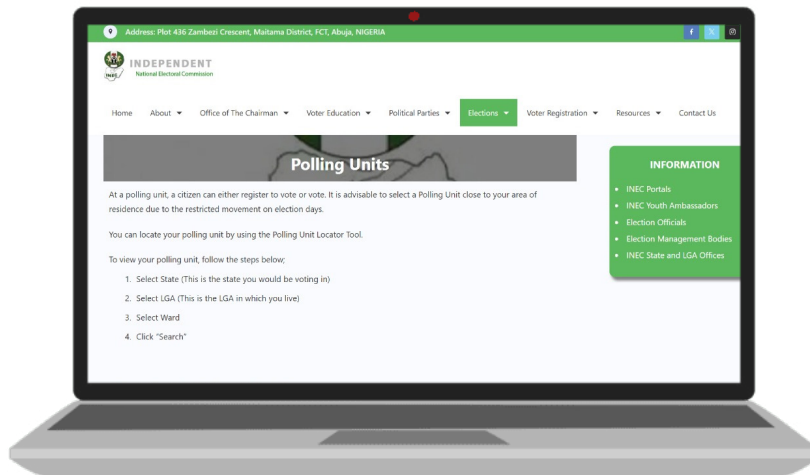 Address: Plot 436 Zambezi Crescent, Maitama District, FCT, Abuja, NIGERIA
INEC
INDEPENDENT
National Electoral Commission
Home About Office of The Chairman Voter Education Political Parties Elections Voter Registration Resources Contact Us
Polling Units
At a polling unit, a citizen can either register to vote or vote. It is advisable to select a Polling Unit close to your area of
residence due to the restricted movement on election days.
You can locate your polling unit by using the Polling Unit Locator Tool.
To view your polling unit, follow the steps below;
1. Select State (This is the state you would be voting in)
2. Select LGA (This is the LGA in which you live)
3. Select Ward
4. Click "Search"
INFORMATION
INEC Portals
INEC Youth Ambassadors
Election Officials
Election Management Bodies
INEC State and LGA Offices